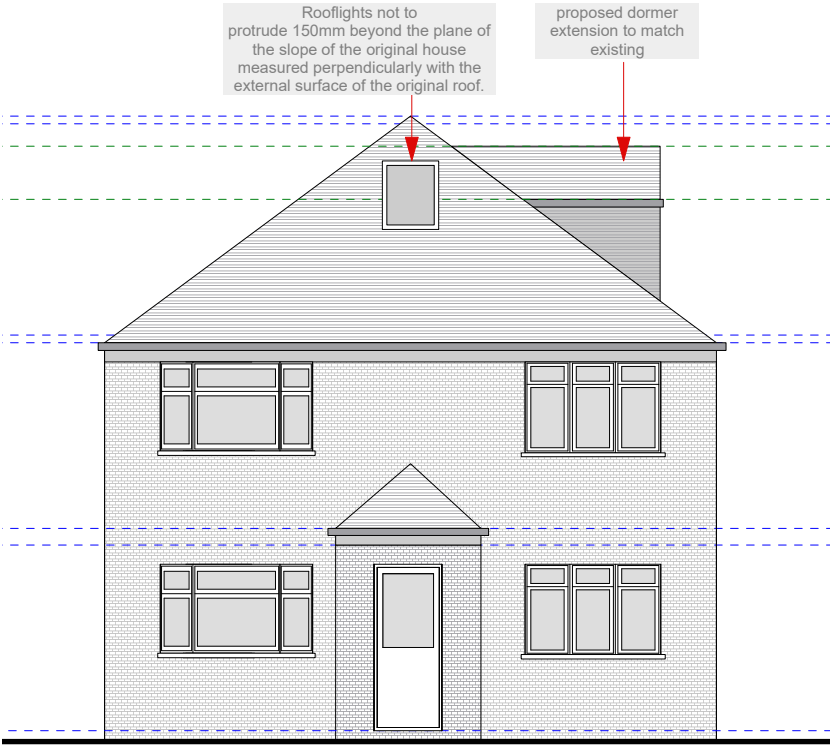 Rooflights not to
protrude 150mm beyond the plane of
the slope of the original house
measured perpendicularly with the
external surface of the original roof.
proposed dormer
extension to match
existing